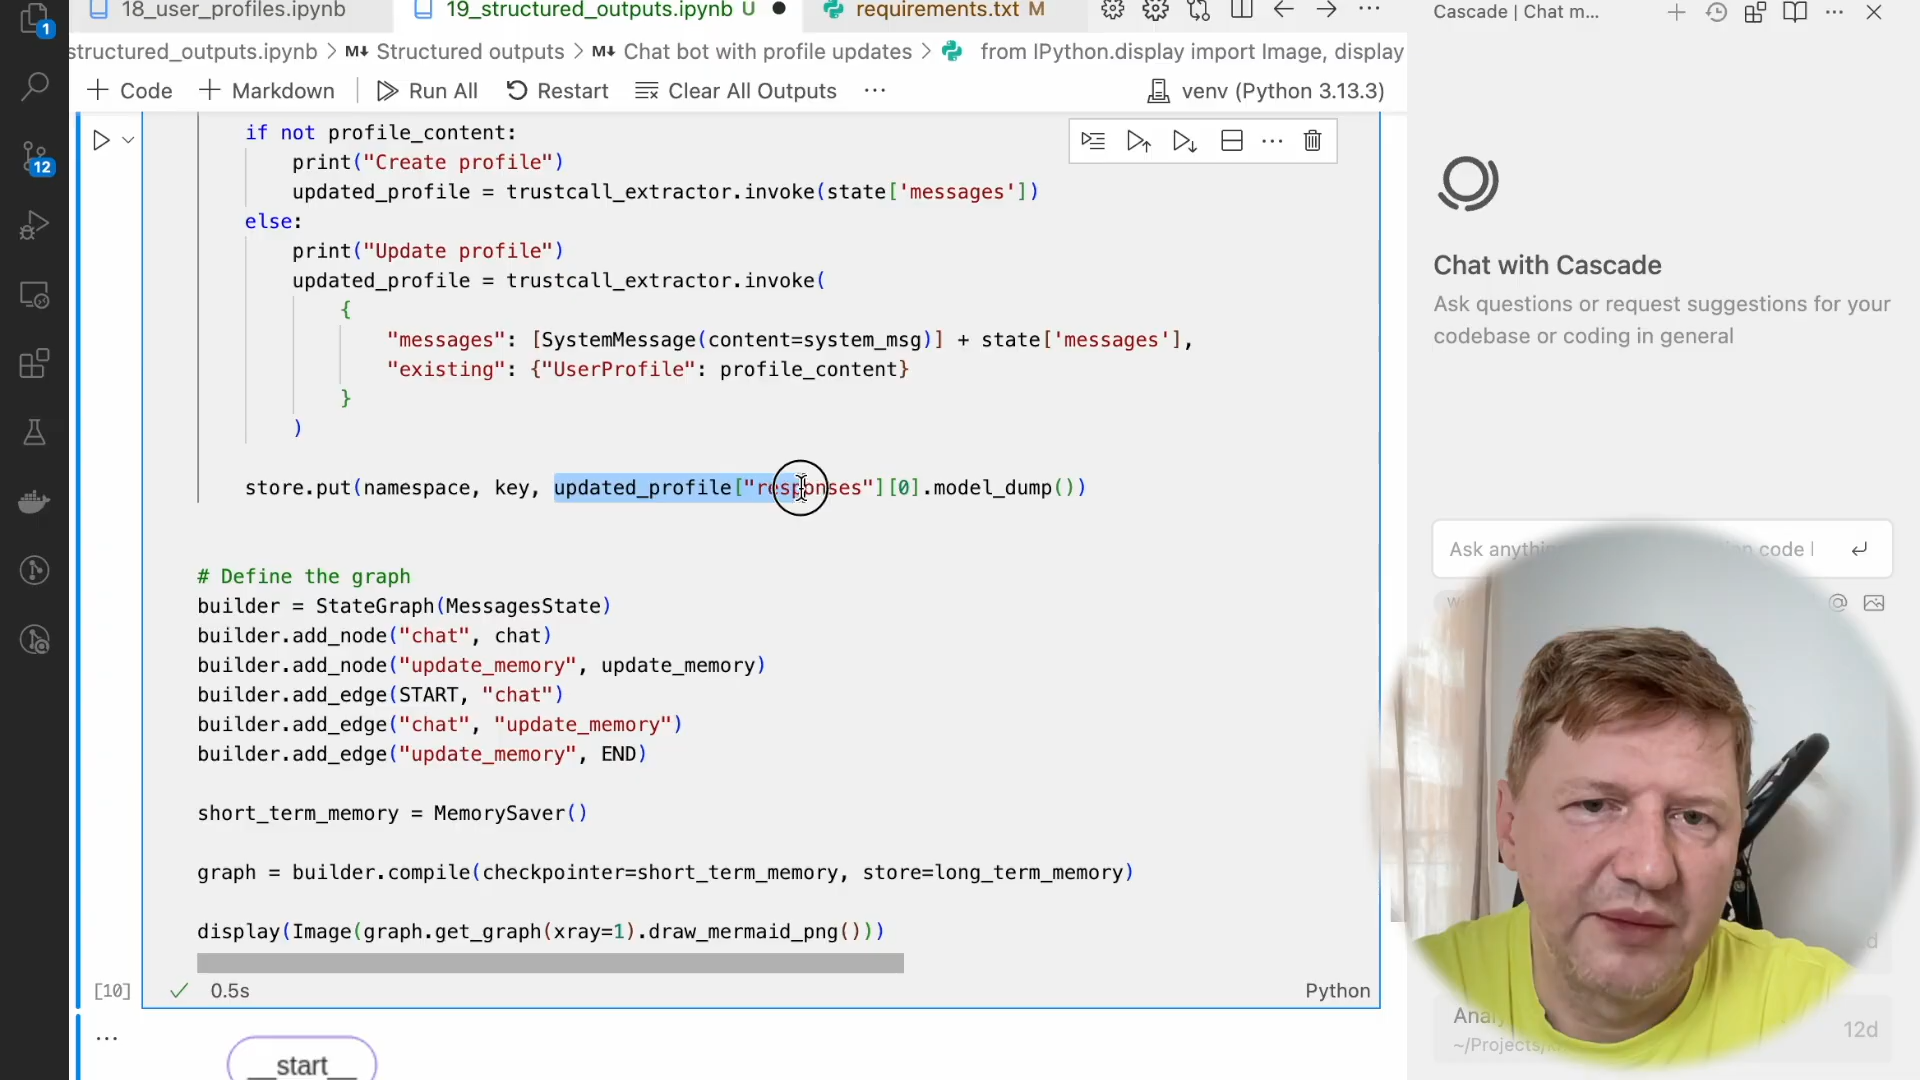 18_user_profiles.ipynb
19_structured_outputs.ipynb U
requirements.txt M
Cascade | Chat m...
structured_outputs.ipynb > M↓ Structured outputs > M↓ Chat bot with profile updates > from IPython.display import Image, display
+ Code + Markdown | Run All Restart Clear All Outputs ... venv (Python 3.13.3)
if not profile_content:
print("Create profile")
updated_profile = trustcall_extractor.invoke(state['messages'])
else:
print("Update profile")
updated_profile = trustcall_extractor.invoke(
{
"messages": [SystemMessage(content=system_msg)] + state['messages'],
"existing": {"UserProfile": profile_content}
}
)
store.put(namespace, key, updated_profile["responses"][0].model_dump())
# Define the graph
builder = StateGraph(MessagesState)
builder.add_node("chat", chat)
builder.add_node("update_memory", update_memory)
builder.add_edge(START, "chat")
builder.add_edge("chat", "update_memory")
builder.add_edge("update_memory", END)
short_term_memory = MemorySaver()
graph = builder.compile(checkpointer=short_term_memory, store=long_term_memory)
display(Image(graph.get_graph(xray=1).draw_mermaid_png()))
[10] 0.5s Python
...
__start__
1
12
Chat with Cascade
Ask questions or request suggestions for your
codebase or coding in general
Ask code
12d
~/Projects/